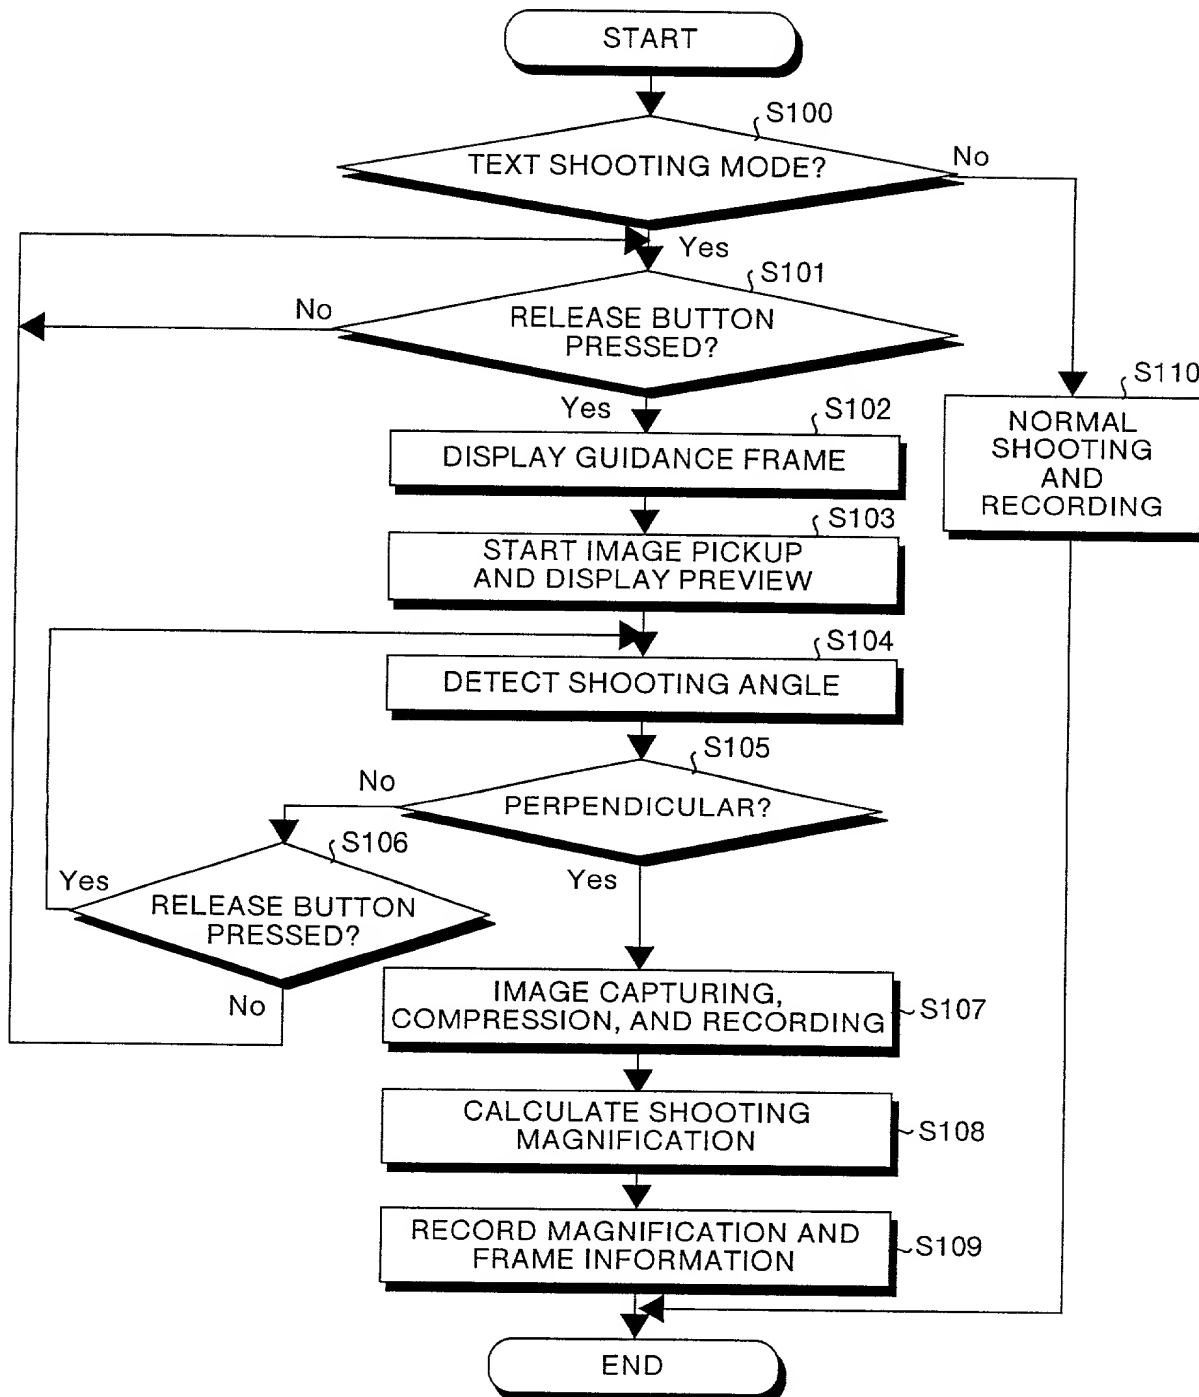 START
S100
TEXT SHOOTING MODE?
No
Yes
S101
No
RELEASE BUTTON
PRESSED?
Yes
S102
DISPLAY GUIDANCE FRAME
S110
NORMAL
SHOOTING
AND
RECORDING
S103
START IMAGE PICKUP
AND DISPLAY PREVIEW
S104
DETECT SHOOTING ANGLE
S105
No
PERPENDICULAR?
Yes
S106
Yes
RELEASE BUTTON
PRESSED?
No
IMAGE CAPTURING,
COMPRESSION, AND RECORDING
S107
CALCULATE SHOOTING
MAGNIFICATION
S108
RECORD MAGNIFICATION AND
FRAME INFORMATION
S109
END